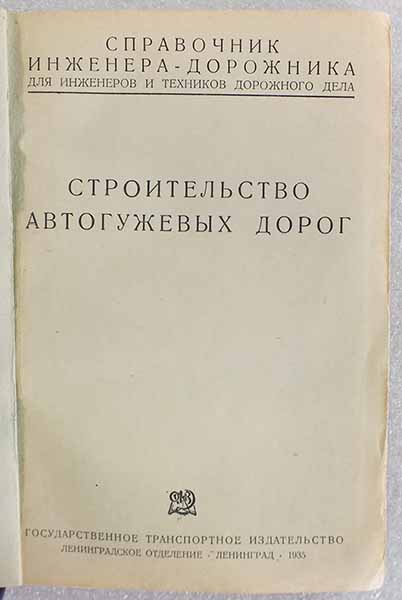 СПРАВОЧНИК
ИНЖЕНЕРА-ДОРОЖНИКА
ДЛЯ ИНЖЕНЕРОВ И ТЕХНИКОВ ДОРОЖНОГО ДЕЛА
СТРОИТЕЛЬСТВО
АВТОГУЖЕВЫХ ДОРОГ
ГОСУДАРСТВЕННОЕ ТРАНСПОРТНОЕ ИЗДАТЕЛЬСТВО
ЛЕНИНГРАДСКОЕ ОТДЕЛЕНИЕ · ЛЕНИНГРАД · 1935